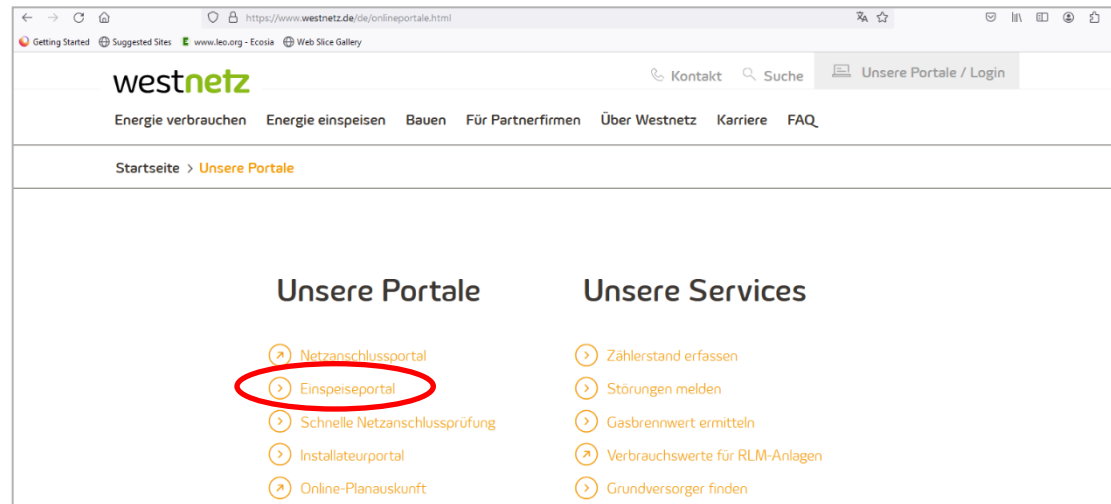 https://www.westnetz.de/de/onlineportale.html
Getting Started Suggested Sites E www.leo.org - Ecosia Web Slice Gallery
westnetz
Kontakt Suche Unsere Portale / Login
Energie verbrauchen Energie einspeisen Bauen Für Partnerfirmen Über Westnetz Karriere FAQ
Startseite > Unsere Portale
Unsere Portale
Netzanschlussportal
Einspeiseportal
Schnelle Netzanschlussprüfung
Installateurportal
Online-Planauskunft
Unsere Services
Zählerstand erfassen
Störungen melden
Gasbrennwert ermitteln
Verbrauchswerte für RLM-Anlagen
Grundversorger finden